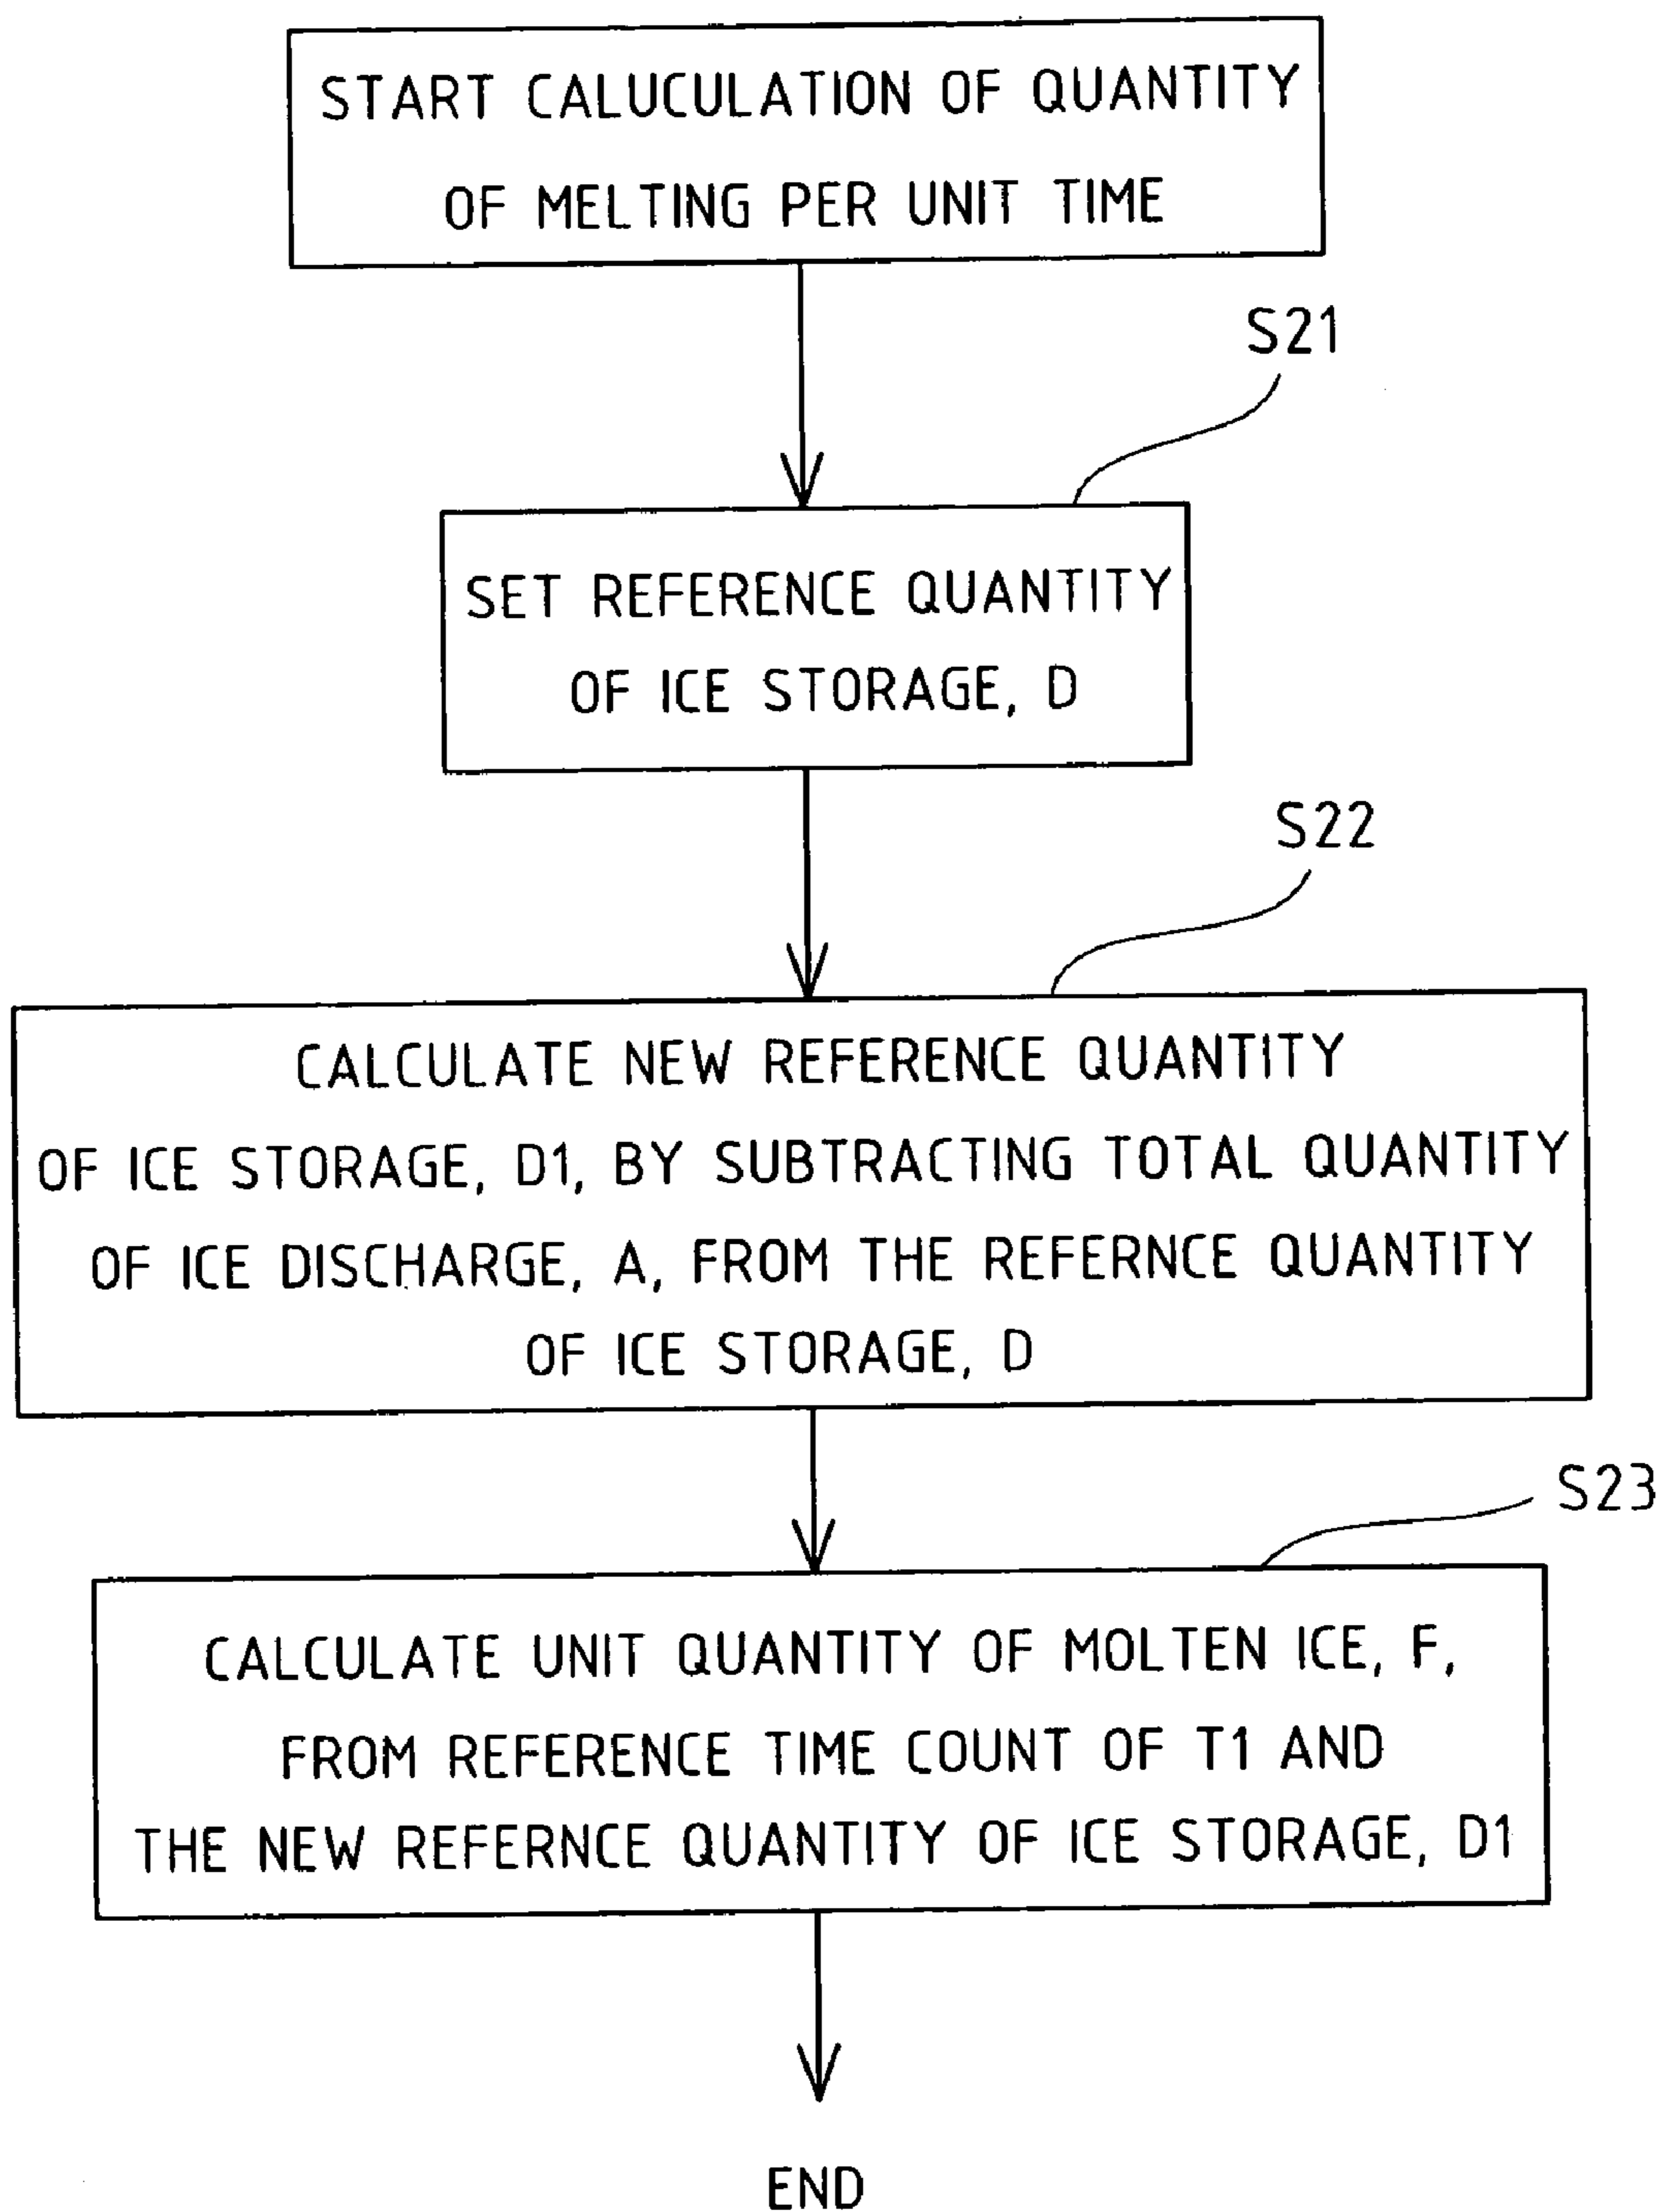 START CALUCULATION OF QUANTITY
OF MELTING PER UNIT TIME
S21
SET REFERENCE QUANTITY
OF ICE STORAGE, D
S22
CALCULATE NEW REFERENCE QUANTITY
OF ICE STORAGE, D1, BY SUBTRACTING TOTAL QUANTITY
OF ICE DISCHARGE, A, FROM THE REFERNCE QUANTITY
OF ICE STORAGE, D
S23
CALCULATE UNIT QUANTITY OF MOLTEN ICE, F,
FROM REFERENCE TIME COUNT OF T1 AND
THE NEW REFERNCE QUANTITY OF ICE STORAGE, D1
END